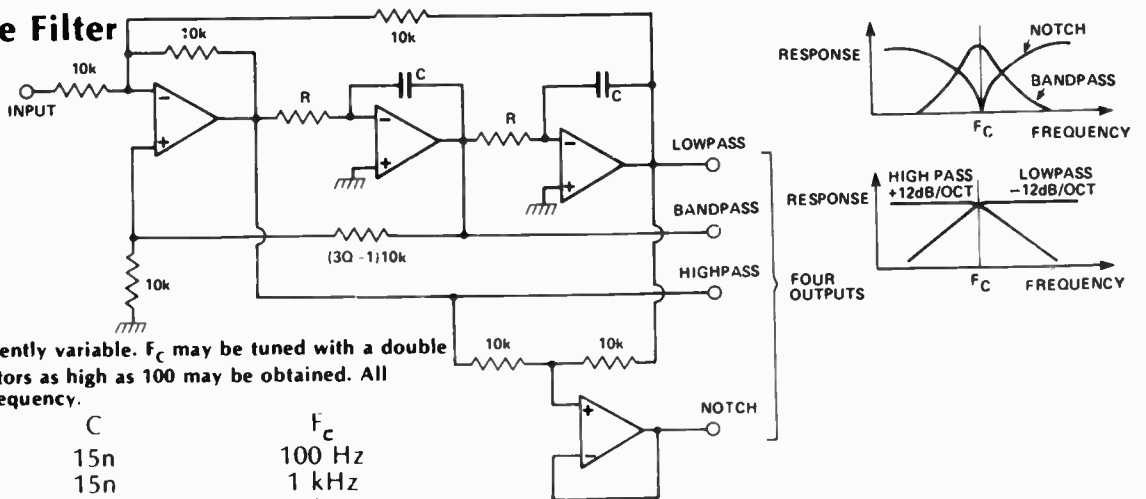 e Filter
10k
10k
10k
INPUT
R
C
R
C
LOWPASS
BANDPASS
(3Q -1)10k
10k
HIGHPASS
FOUR
OUTPUTS
10k
10k
NOTCH
RESPONSE
NOTCH
BANDPASS
F_C
FREQUENCY
RESPONSE
HIGH PASS
+12dB/OCT
LOWPASS
-12dB/OCT
F_C
FREQUENCY
ently variable. F_C may be tuned with a double
tors as high as 100 may be obtained. All
equency.
C F_c
15n 100 Hz
15n 1 kHz